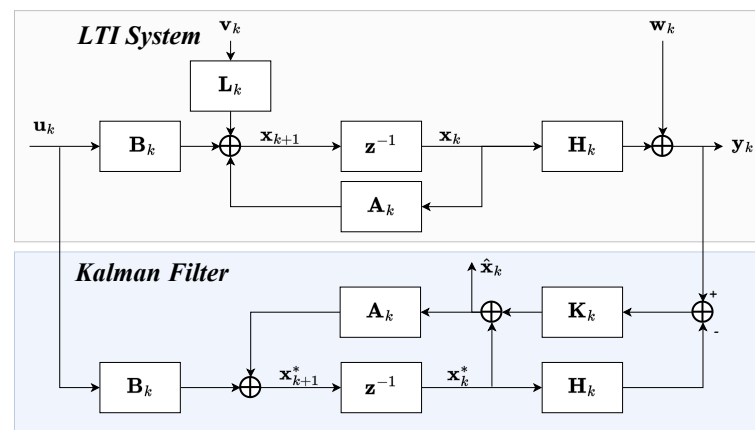 LTI System
v_k
w_k
L_k
u_k
B_k
x_{k+1}
z^{-1}
x_k
H_k
y_k
A_k
Kalman Filter
x̂_k
A_k
K_k
+
-
B_k
x^*_{k+1}
z^{-1}
x^*_k
H_k